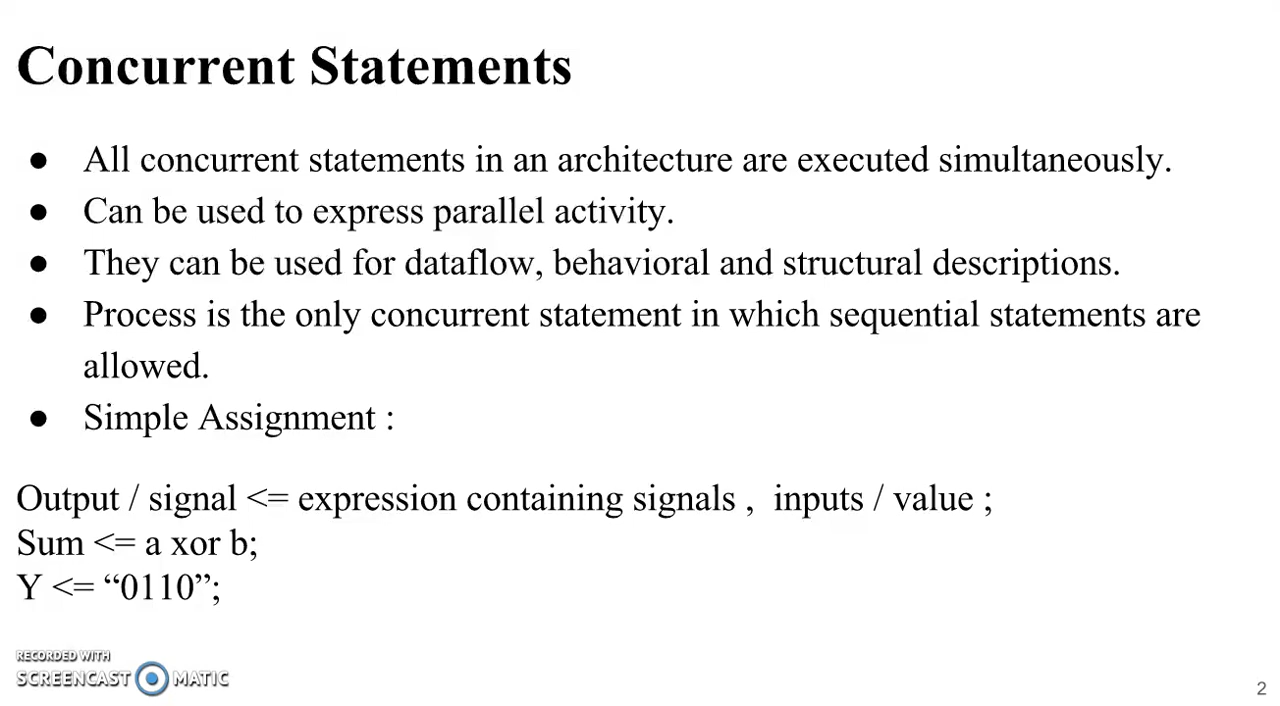 Concurrent Statements
● All concurrent statements in an architecture are executed simultaneously.
● Can be used to express parallel activity.
● They can be used for dataflow, behavioral and structural descriptions.
● Process is the only concurrent statement in which sequential statements are
allowed.
● Simple Assignment :
Output / signal <= expression containing signals ,  inputs / value ;
Sum <= a xor b;
Y <= “0110”;
RECORDED WITH
SCREENCAST MATIC
2